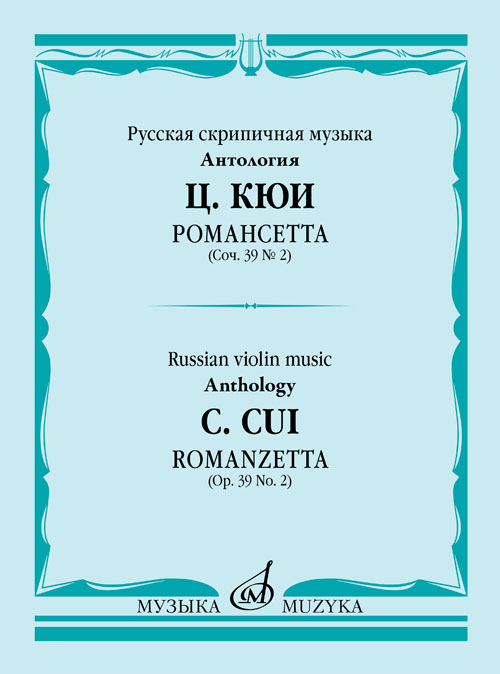 Русская скрипичная музыка
Антология
Ц. КЮИ
РОМАНСЕТТА
(Соч. 39 № 2)
Russian violin music
Anthology
C. CUI
ROMANZETTA
(Op. 39 No. 2)
МУЗЫКА М MUZYKA